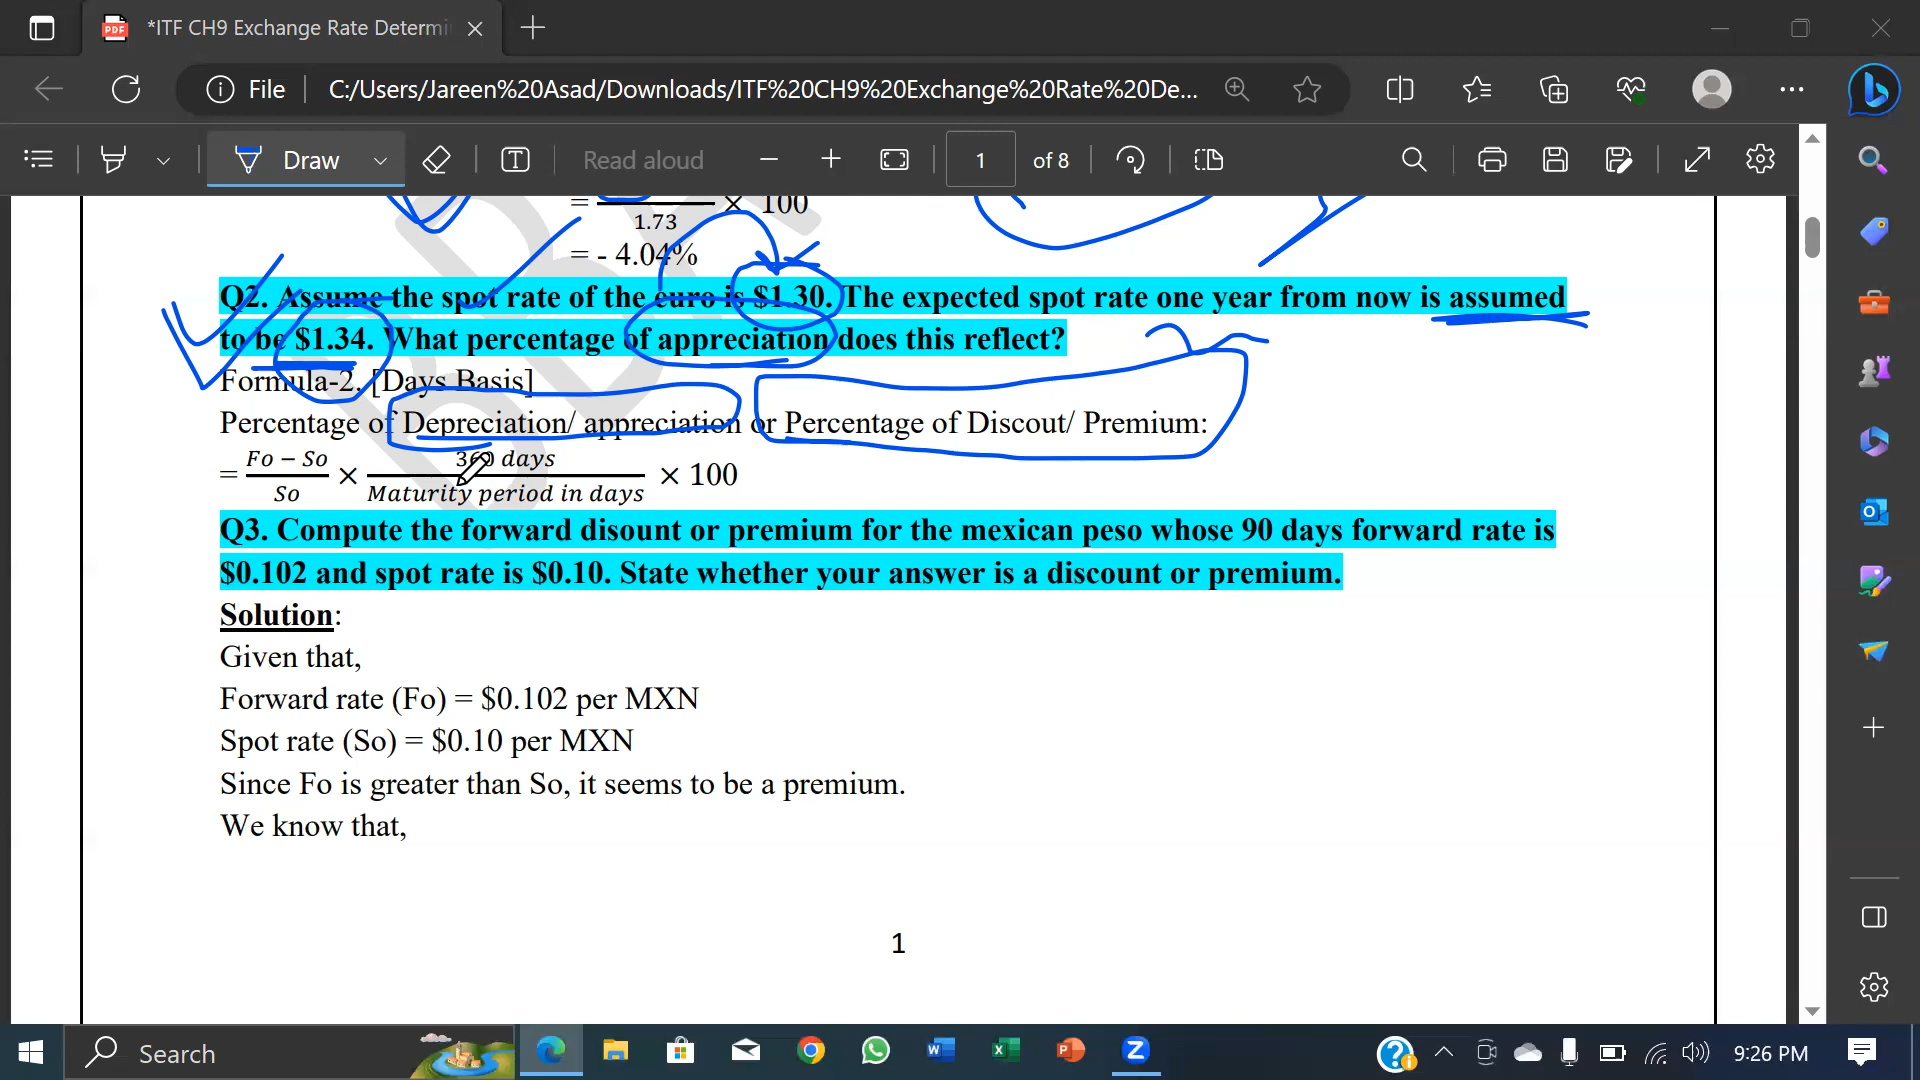 *ITF CH9 Exchange Rate Determi
File
C:/Users/Jareen%20Asad/Downloads/ITF%20CH9%20Exchange%20Rate%20De...
Draw
Read aloud
1 of 8
= 1.73 × 100
= - 4.04%
Q2. Assume the spot rate of the euro is $1.30. The expected spot rate one year from now is assumed
to be $1.34. What percentage of appreciation does this reflect?
Formula-2. [Days Basis]
Percentage of Depreciation/ appreciation or Percentage of Discout/ Premium:
= Fo − So / So × 360 days / Maturity period in days × 100
Q3. Compute the forward disount or premium for the mexican peso whose 90 days forward rate is
$0.102 and spot rate is $0.10. State whether your answer is a discount or premium.
Solution:
Given that,
Forward rate (Fo) = $0.102 per MXN
Spot rate (So) = $0.10 per MXN
Since Fo is greater than So, it seems to be a premium.
We know that,
1
Search
9:26 PM